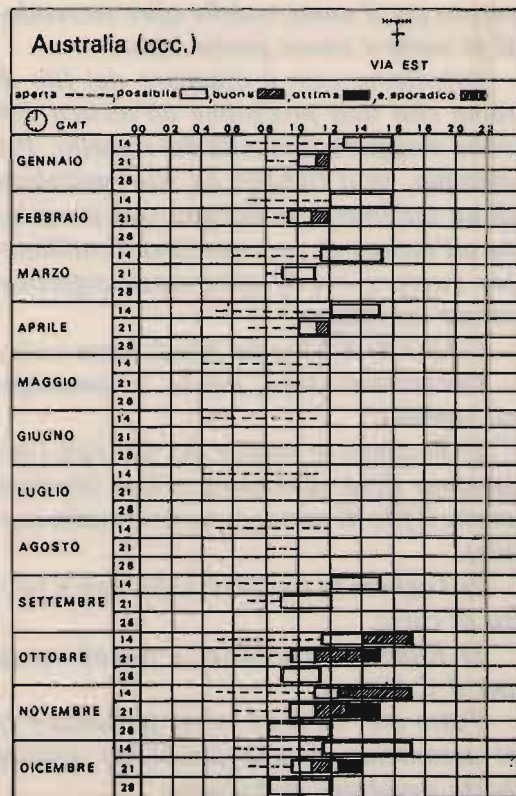 Australia (occ.)
VIA EST
aperta -----, possibile , buona , ottima , e.sporadico
GMT 00 02 04 06 08 10 12 14 16 18 20 22
GENNAIO
14
21
28
FEBBRAIO
14
21
28
MARZO
14
21
28
APRILE
14
21
28
MAGGIO
14
21
28
GIUGNO
14
21
28
LUGLIO
14
21
28
AGOSTO
14
21
28
SETTEMBRE
14
21
28
OTTOBRE
14
21
28
NOVEMBRE
14
21
28
DICEMBRE
14
21
28